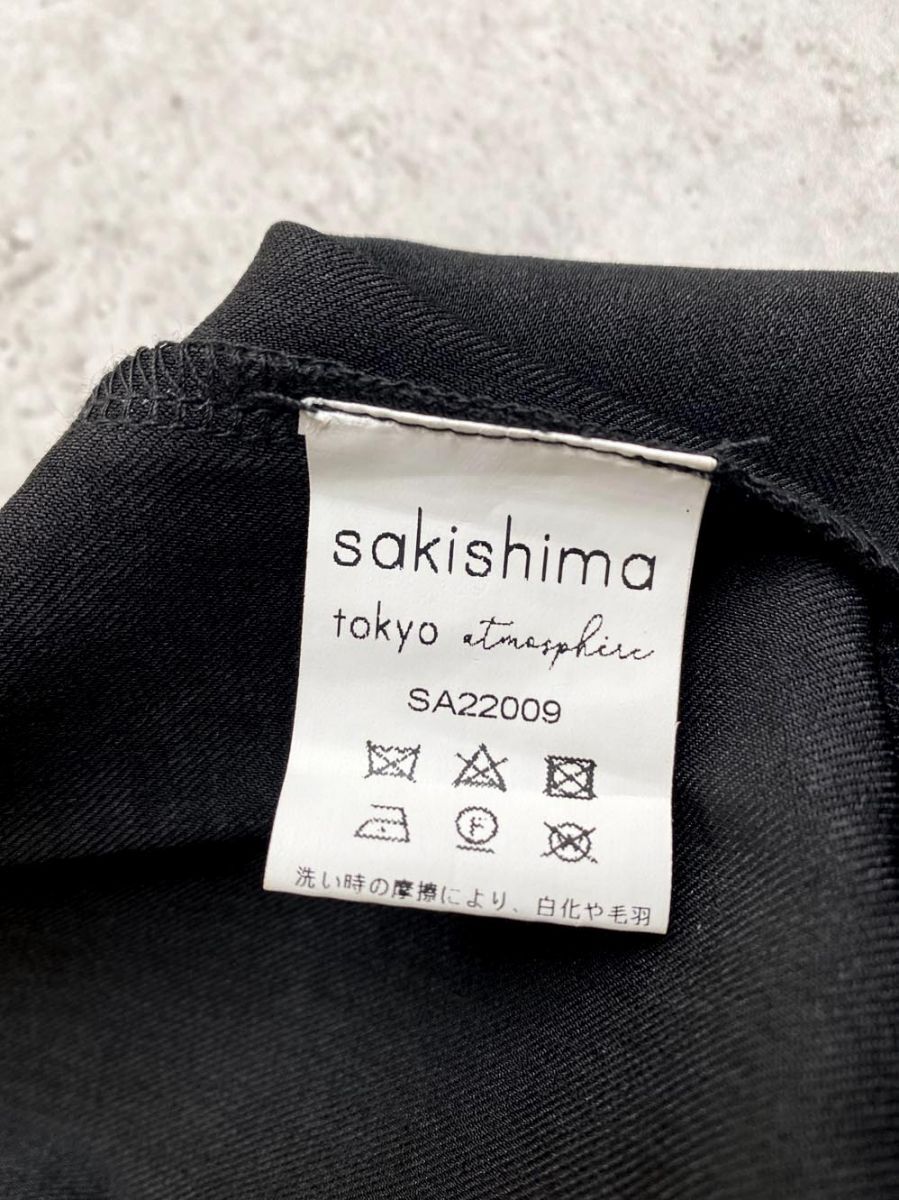 sakishima
tokyo atmosphere
SA22009
F
洗い時の摩擦により、白化や毛羽